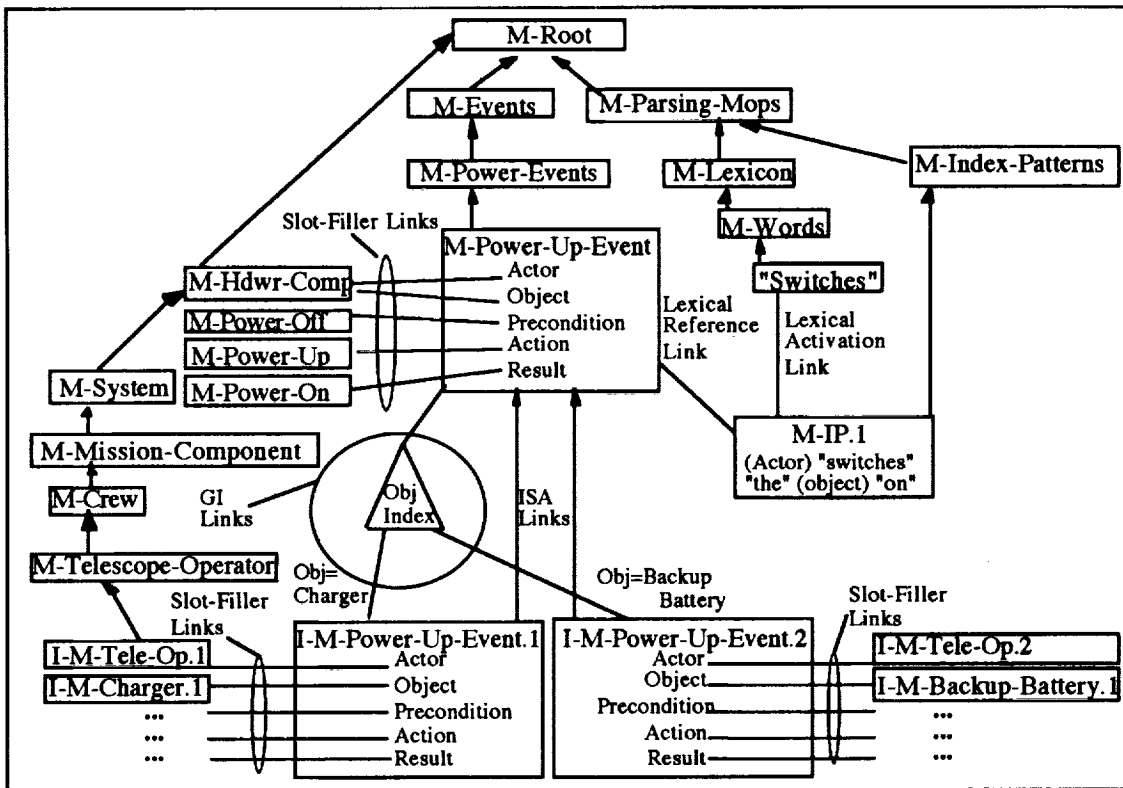 M-Root
M-Events
M-Parsing-Mops
M-Power-Events
M-Lexicon
M-Index-Patterns
Slot-Filler Links
M-Words
M-Power-Up-Event
Actor
Object
Precondition
Action
Result
M-Hdwr-Comp
M-Power-Off
M-Power-Up
M-Power-On
"Switches"
Lexical
Reference
Link
Lexical
Activation
Link
M-System
M-Mission-Component
M-Crew
M-Telescope-Operator
M-IP.1
(Actor) "switches"
"the" (object) "on"
GI
Links
Obj
Index
ISA
Links
Obj=
Charger
Obj=Backup
Battery
Slot-Filler
Links
Slot-Filler
Links
I-M-Tele-Op.1
I-M-Charger.1
...
...
...
I-M-Power-Up-Event.1
Actor
Object
Precondition
Action
Result
I-M-Power-Up-Event.2
Actor
Object
Precondition
Action
Result
I-M-Tele-Op.2
I-M-Backup-Battery.1
...
...
...